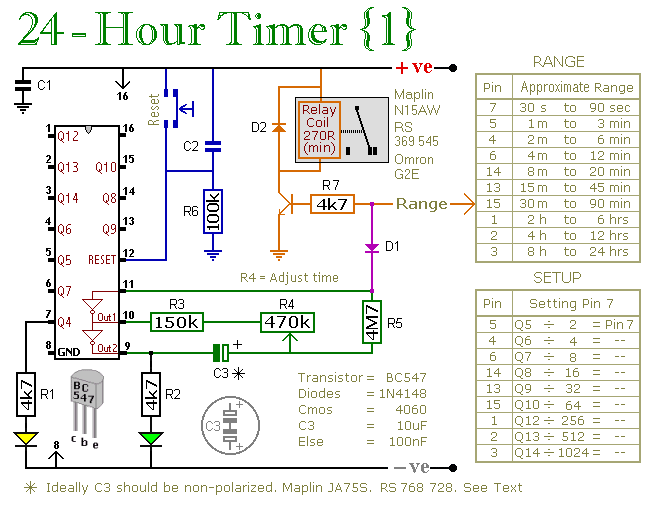 24 - Hour Timer {1}
+ ve
C1
16
Reset
C2
D2
Relay
Coil
270R
(min)
Maplin
N15AW
RS
369 545
Omron
G2E
RANGE
Pin Approximate Range
7 30 s to 90 sec
5 1 m to 3 min
4 2 m to 6 min
6 4 m to 12 min
14 8 m to 20 min
13 15 m to 45 min
15 30 m to 90 min
1 2 h to 6 hrs
2 4 h to 12 hrs
3 8 h to 24 hrs
1 Q12 16
2 Q13 Q10 15
3 Q14 Q8 14
4 Q6 Q9 13
5 Q5 RESET 12
6 Q7 11
7 Q4 Out1 10
8 GND Out2 9
R6
100k
R7
4k7
Range
D1
R4 = Adjust time
R3
150k
R4
470k
4M7
R5
+
C3 ✳
SETUP
Pin Setting Pin 7
5 Q5 ÷ 2 = Pin 7
4 Q6 ÷ 4 = --
6 Q7 ÷ 8 = --
14 Q8 ÷ 16 = --
13 Q9 ÷ 32 = --
15 Q10 ÷ 64 = --
1 Q12 ÷ 256 = --
2 Q13 ÷ 512 = --
3 Q14 ÷ 1024 = --
4k7
R1
BC
547
c b e
4k7
R2
+
C3
+
Transistor = BC547
Diodes = 1N4148
Cmos = 4060
C3 = 10uF
Else = 100nF
8
− ve
✳ Ideally C3 should be non-polarized. Maplin JA75S. RS 768 728. See Text